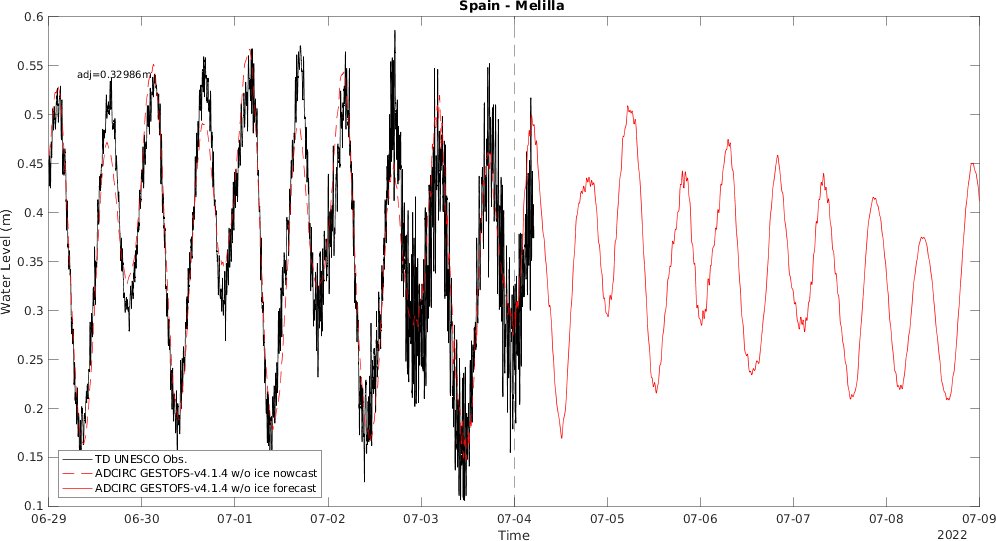 Spain - Melilla
adj=0.32986m
Water Level (m)
0.6
0.55
0.5
0.45
0.4
0.35
0.3
0.25
0.2
0.15
0.1
TD UNESCO Obs.
ADCIRC GESTOFS-v4.1.4 w/o ice nowcast
ADCIRC GESTOFS-v4.1.4 w/o ice forecast
06-29 06-30 07-01 07-02 07-03 07-04 07-05 07-06 07-07 07-08 07-09
Time
2022